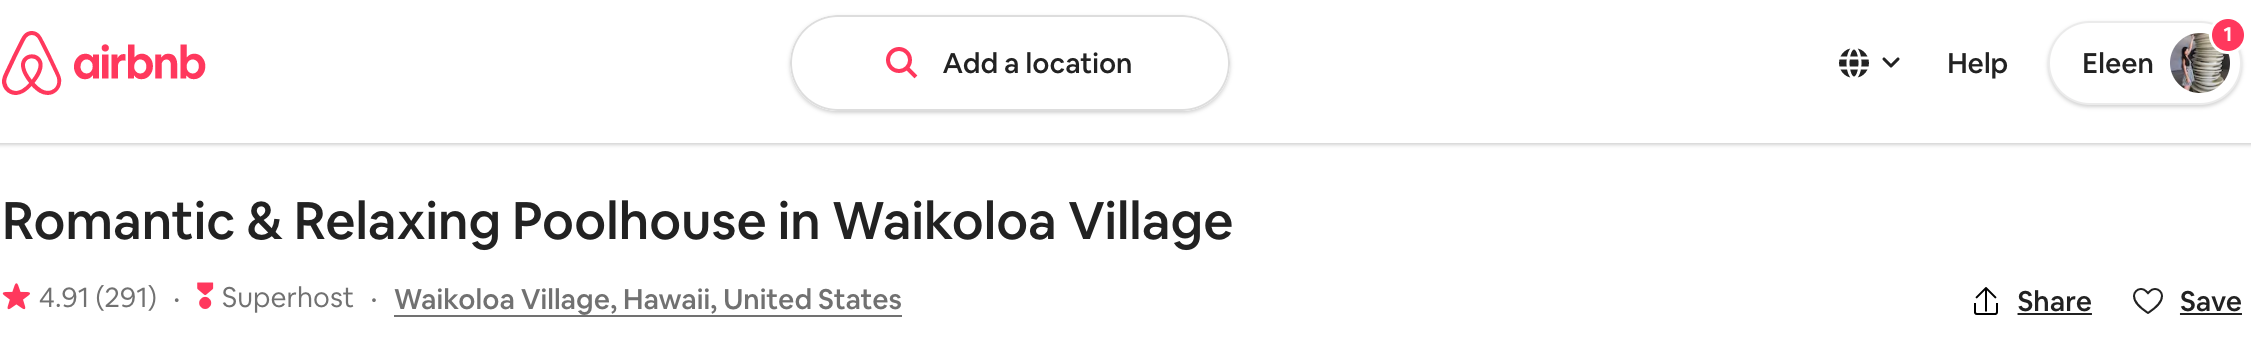 airbnb
Add a location
Help
Eleen
1
Romantic & Relaxing Poolhouse in Waikoloa Village
4.91 (291) · Superhost · Waikoloa Village, Hawaii, United States
Share
Save